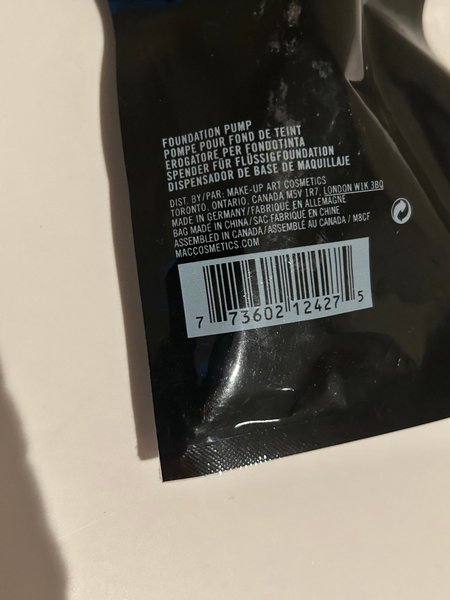 FOUNDATION PUMP
POMPE POUR FOND DE TEINT
EROGATORE PER FONDOTINTA
SPENDER FÜR FLÜSSIGFOUNDATION
DISPENSADOR DE BASE DE MAQUILLAJE
DIST. BY/PAR: MAKE-UP ART COSMETICS
TORONTO, ONTARIO, CANADA M5V 1R7, LONDON W1K 3BQ
MADE IN GERMANY/FABRIQUÉ EN ALLEMAGNE
BAG MADE IN CHINA/SAC FABRIQUÉ EN CHINE
ASSEMBLED IN CANADA/ASSEMBLÉ AU CANADA / M8CF
MACCOSMETICS.COM
7 73602 12427 5